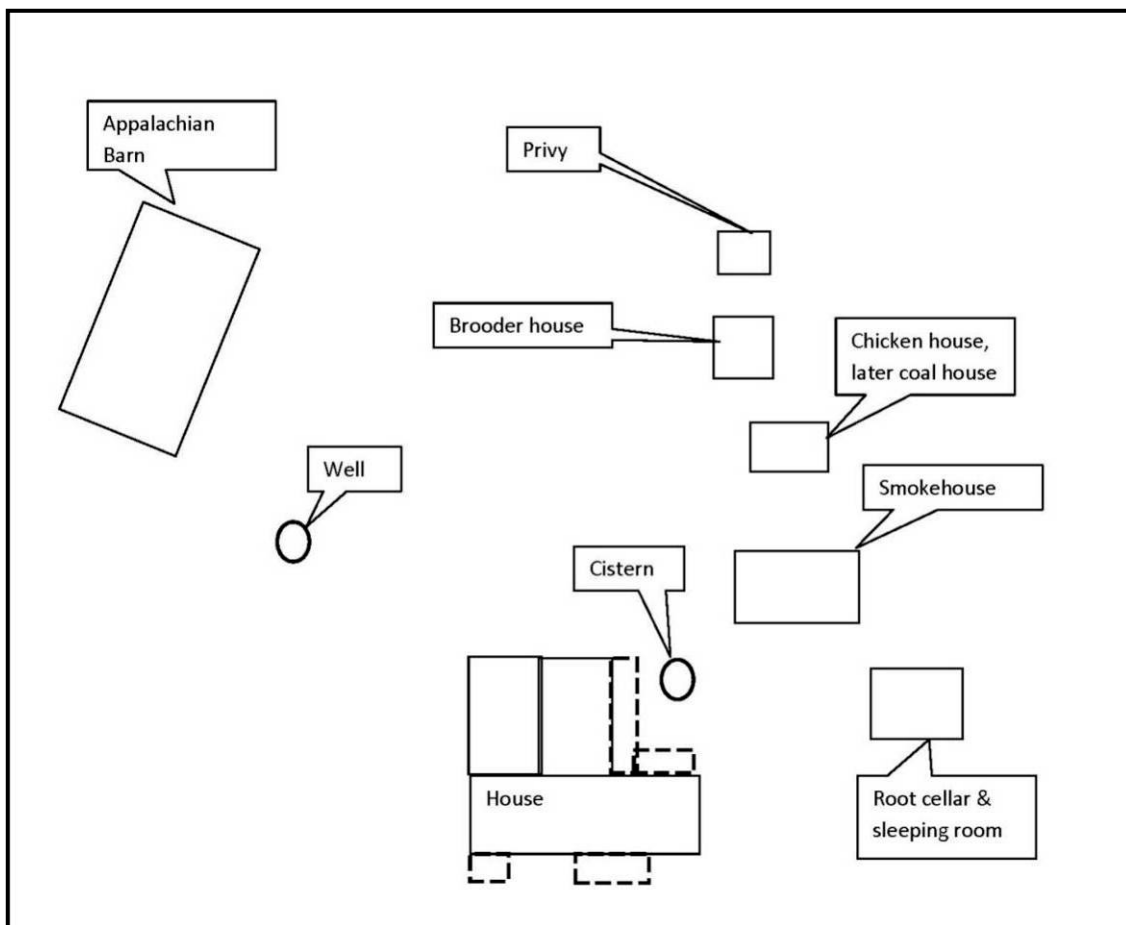 Appalachian
Barn
Privy
Brooder house
Chicken house,
later coal house
Well
Smokehouse
Cistern
House
Root cellar &
sleeping room